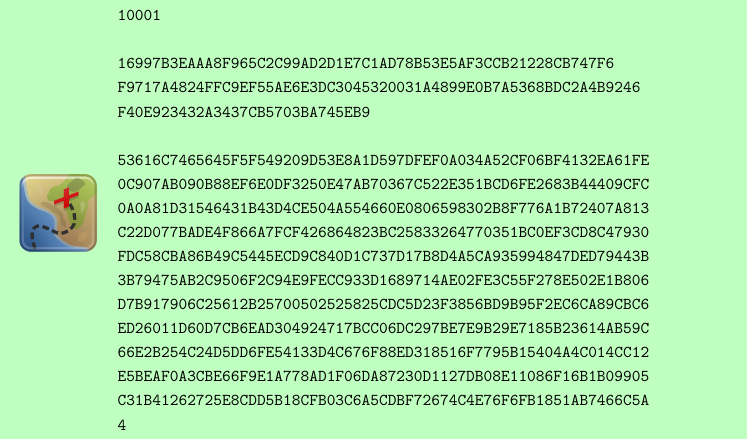 10001
16997B3EAAA8F965C2C99AD2D1E7C1AD78B53E5AF3CCB21228CB747F6
F9717A4824FFC9EF55AE6E3DC3045320031A4899E0B7A5368BDC2A4B9246
F40E923432A3437CB5703BA745EB9
53616C7465645F5F549209D53E8A1D597DFEF0A034A52CF06BF4132EA61FE
0C907AB090B88EF6E0DF3250E47AB70367C522E351BCD6FE2683B44409CFC
0A0A81D31546431B43D4CE504A554660E0806598302B8F776A1B72407A813
C22D077BADE4F866A7FCF426864823BC25833264770351BC0EF3CD8C47930
FDC58CBA86B49C5445ECD9C840D1C737D17B8D4A5CA935994847DED79443B
3B79475AB2C9506F2C94E9FECC933D1689714AE02FE3C55F278E502E1B806
D7B917906C25612B25700502525825CDC5D23F3856BD9B95F2EC6CA89CBC6
ED26011D60D7CB6EAD304924717BCC06DC297BE7E9B29E7185B23614AB59C
66E2B254C24D5DD6FE54133D4C676F88ED318516F7795B15404A4C014CC12
E5BEAF0A3CBE66F9E1A778AD1F06DA87230D1127DB08E11086F16B1B09905
C31B41262725E8CDD5B18CFB03C6A5CDBF72674C4E76F6FB1851AB7466C5A
4